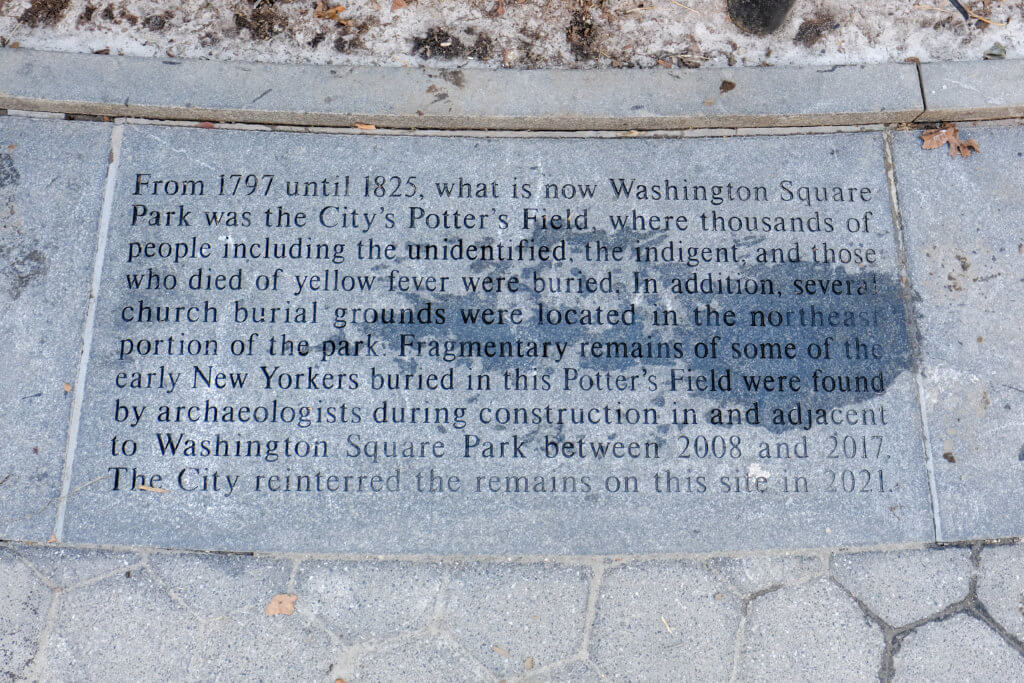 From 1797 until 1825, what is now Washington Square
Park was the City's Potter's Field, where thousands of
people including the unidentified, the indigent, and those
who died of yellow fever were buried. In addition, several
church burial grounds were located in the northeast
portion of the park. Fragmentary remains of some of the
early New Yorkers buried in this Potter's Field were found
by archaeologists during construction in and adjacent
to Washington Square Park between 2008 and 2017.
The City reinterred the remains on this site in 2021.